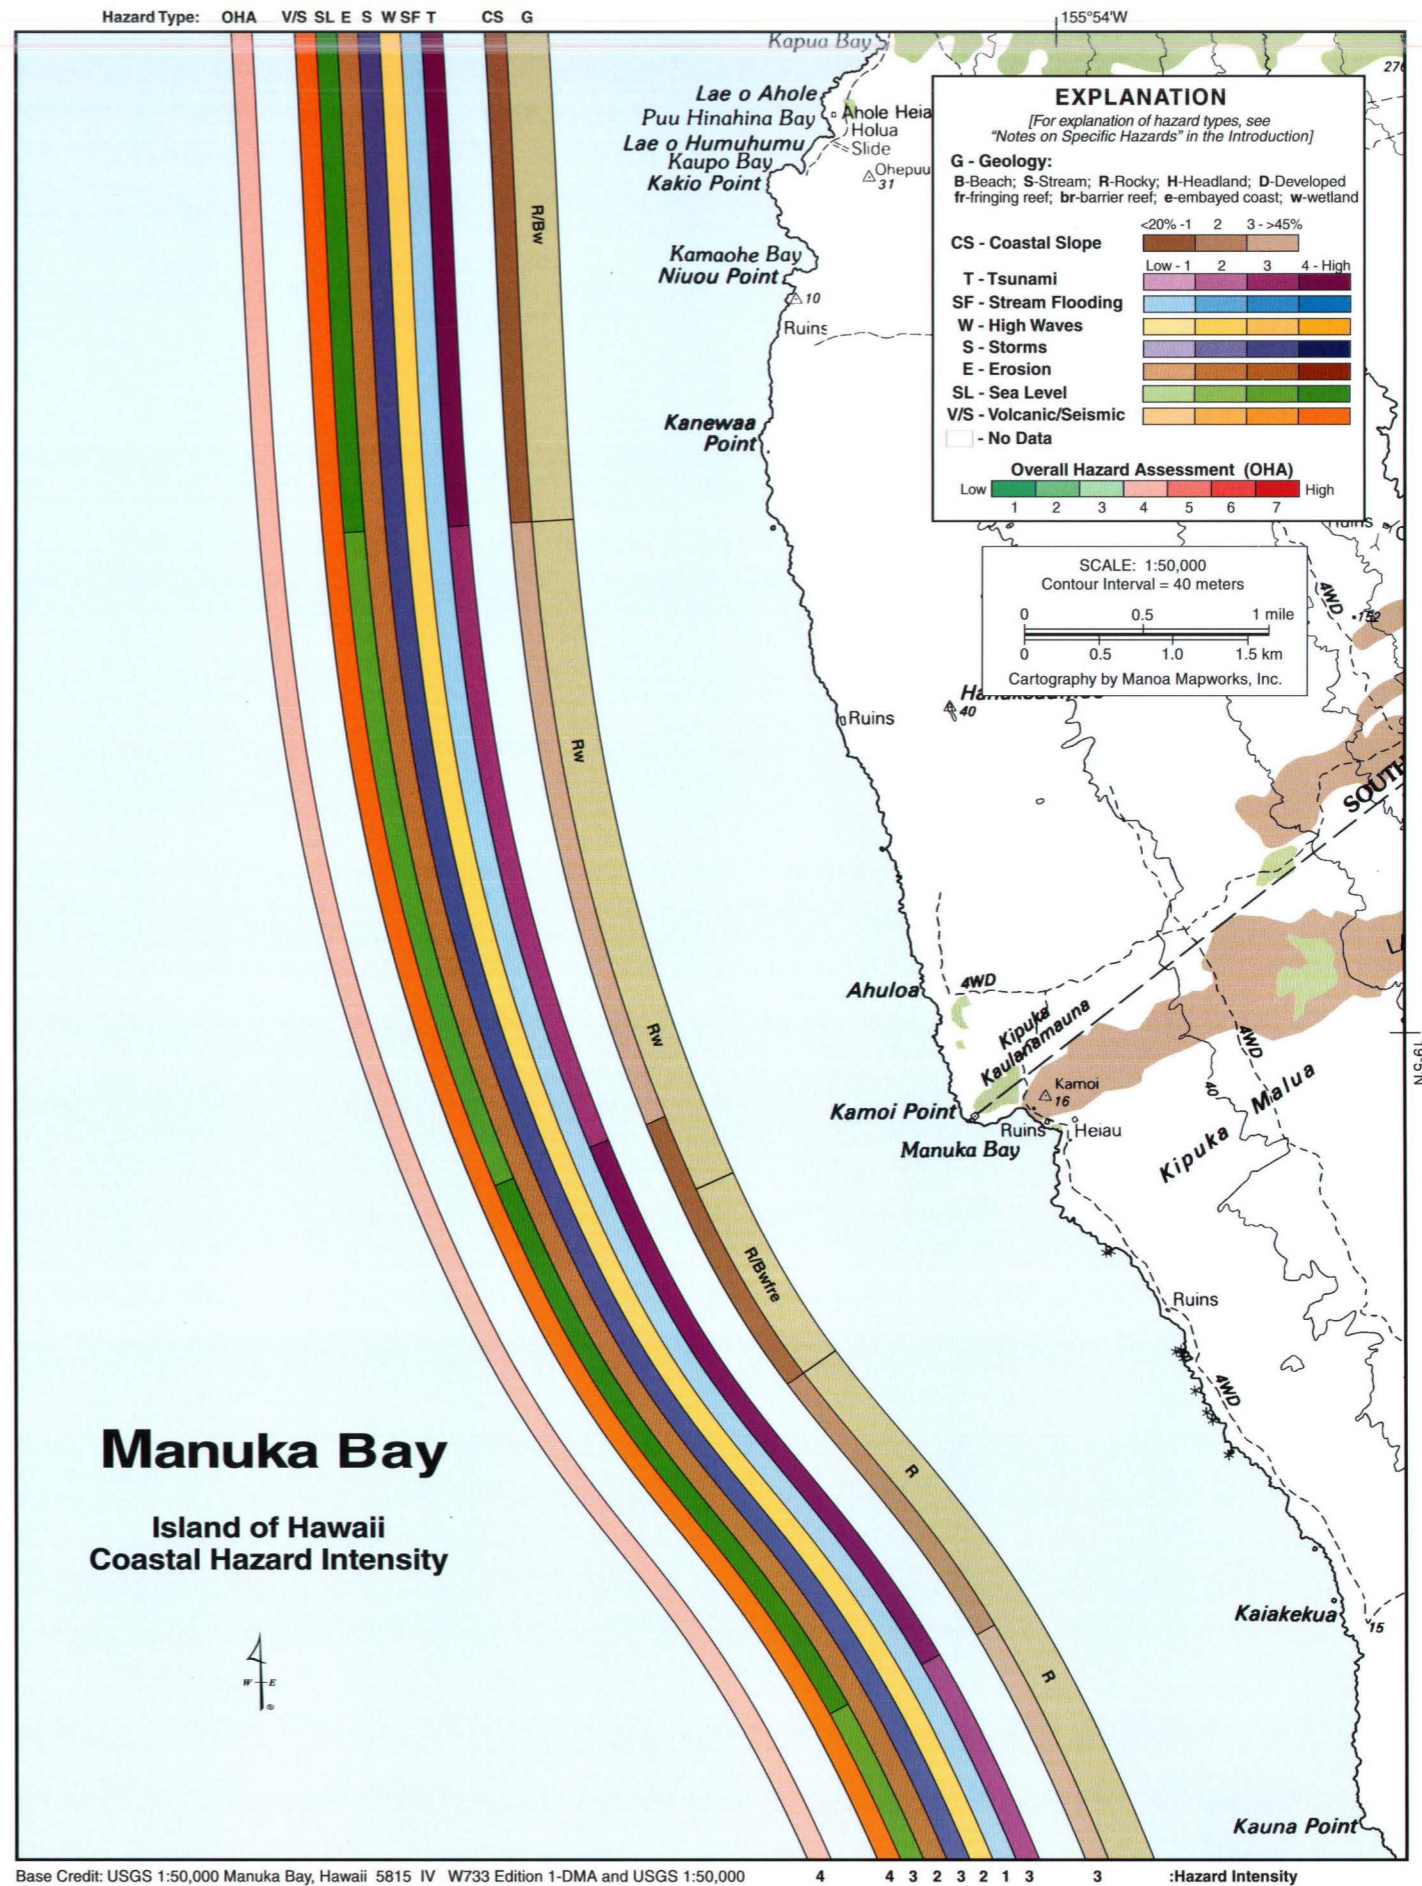 Hazard Type: OHA V/S SL E S W SF T CS G
155°54'W
Kapua Bay
276
Lae o Ahole
Puu Hinahina Bay
Ahole Heia
Holua
Slide
Lae o Humuhumu
Kaupo Bay
Kakio Point
Ohepuu
31
Kamaohe Bay
Niuou Point
10
Ruins
Kanewaa
Point
EXPLANATION
[For explanation of hazard types, see
"Notes on Specific Hazards" in the Introduction]
G - Geology:
B-Beach; S-Stream; R-Rocky; H-Headland; D-Developed
fr-fringing reef; br-barrier reef; e-embayed coast; w-wetland
<20% -1 2 3 - >45%
CS - Coastal Slope
Low - 1 2 3 4 - High
T - Tsunami
SF - Stream Flooding
W - High Waves
S - Storms
E - Erosion
SL - Sea Level
V/S - Volcanic/Seismic
- No Data
Overall Hazard Assessment (OHA)
Low High
1 2 3 4 5 6 7
Ruins
SCALE: 1:50,000
Contour Interval = 40 meters
0 0.5 1 mile
0 0.5 1.0 1.5 km
Cartography by Manoa Mapworks, Inc.
4WD
152
40
Ruins
SOUTH
R/Bw
Rw
Rw
R/Bwfre
R
R
Ahuloa
4WD
Kipuka
Kaulanamauna
4WD
19°5'N
Kamoi
16
40
Malua
Kipuka
Kamoi Point
Ruins
Heiau
Manuka Bay
Ruins
4WD
Manuka Bay
Island of Hawaii
Coastal Hazard Intensity
W E
Kaiakekua
15
Kauna Point
Base Credit: USGS 1:50,000 Manuka Bay, Hawaii 5815 IV W733 Edition 1-DMA and USGS 1:50,000
4 4 3 2 3 2 1 3 3 :Hazard Intensity